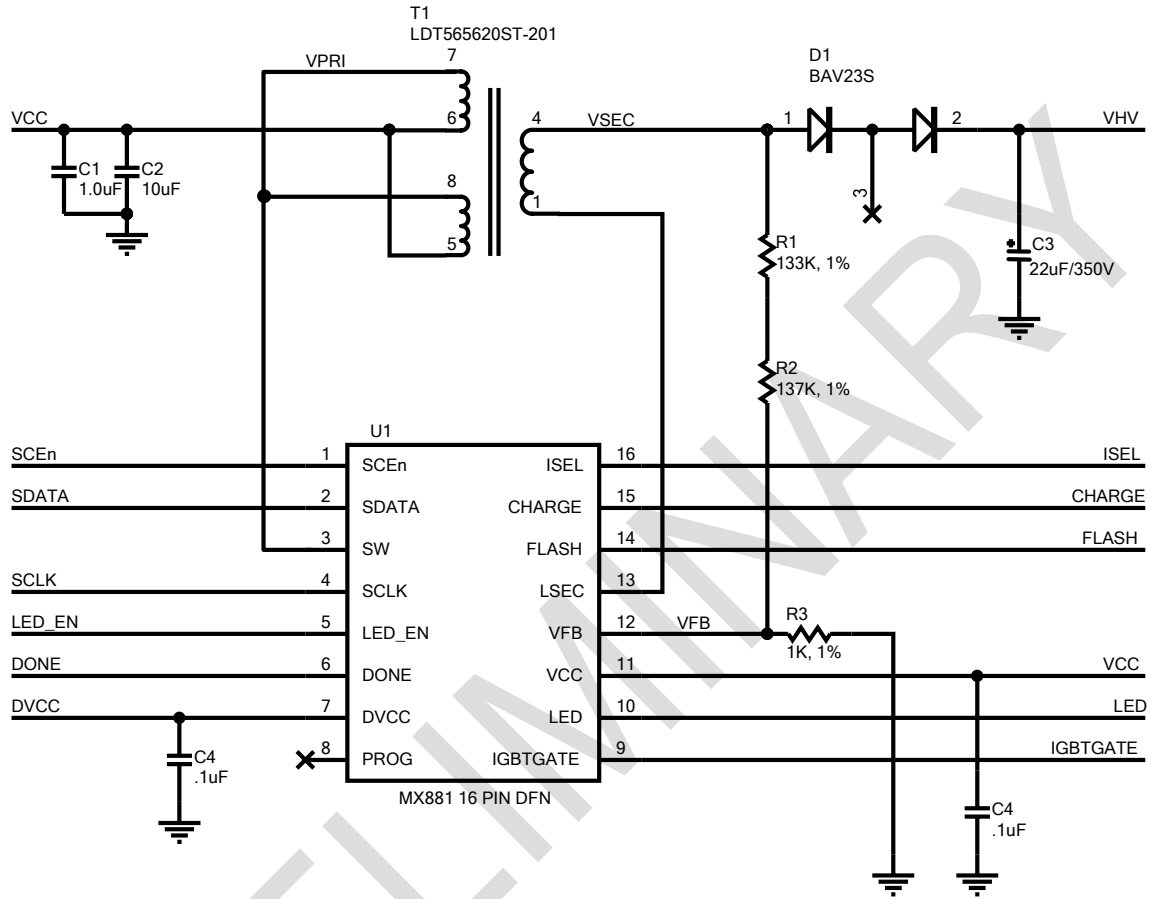 T1
LDT565620ST-201
7
VPRI
D1
BAV23S
VCC
6
4
VSEC
1
2
VHV
C1
1.0uF
C2
10uF
8
5
1
3
R1
133K, 1%
C3
22uF/350V
R2
137K, 1%
U1
SCEn
1
SCEn
ISEL
16
ISEL
SDATA
2
SDATA
CHARGE
15
CHARGE
3
SW
FLASH
14
FLASH
SCLK
4
SCLK
LSEC
13
LED_EN
5
LED_EN
VFB
12
VFB
R3
1K, 1%
DONE
6
DONE
VCC
11
VCC
DVCC
7
DVCC
LED
10
LED
8
PROG
IGBTGATE
9
IGBTGATE
C4
.1uF
MX881 16 PIN DFN
C4
.1uF
ELIMINARY